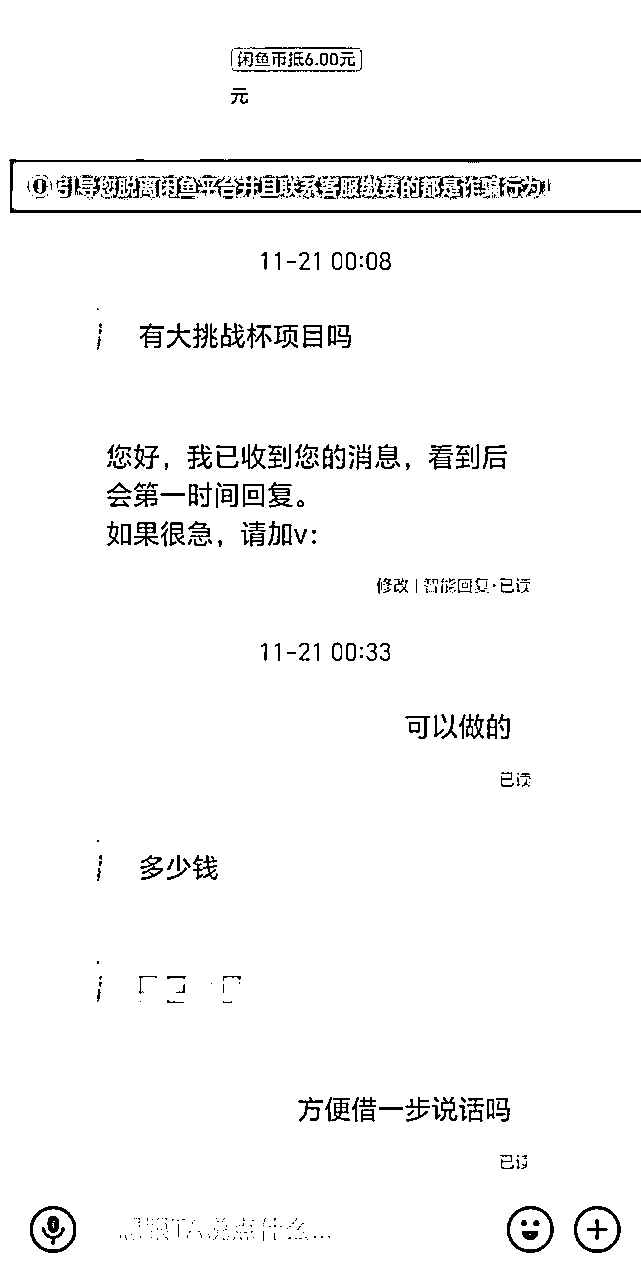 闲鱼币抵6.00元
元
引导您脱离闲鱼平台并且联系客服缴费的都是诈骗行为!
11-21 00:08
有大挑战杯项目吗
您好，我已收到您的消息，看到后
会第一时间回复。
如果很急，请加v:
修改 | 智能回复·已读
11-21 00:33
可以做的
已读
多少钱
方便借一步说话吗
已读
想跟TA说点什么...